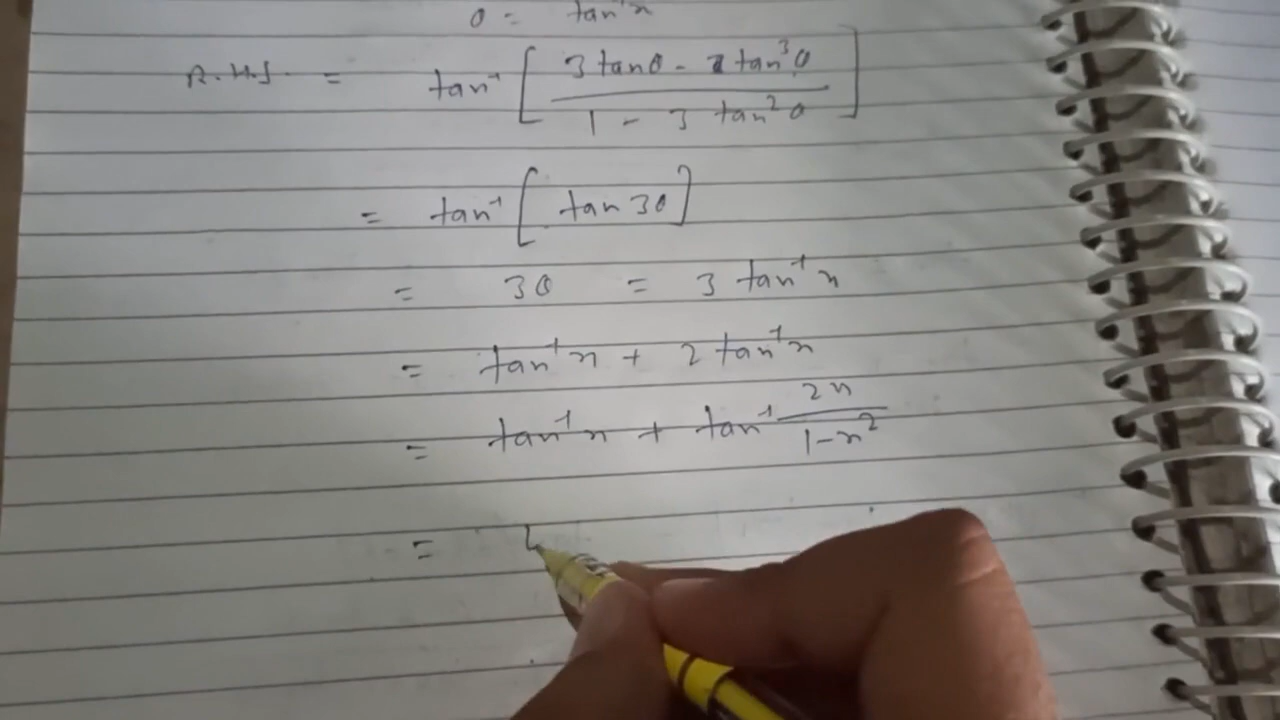 θ = tan⁻¹x
R.H.S. = tan⁻¹ [ (3 tanθ - tan³θ) / (1 - 3 tan²θ) ]
= tan⁻¹ [ tan 3θ ]
= 3θ = 3 tan⁻¹x
= tan⁻¹x + 2 tan⁻¹x
= tan⁻¹x + tan⁻¹ 2x / (1-x²)
=